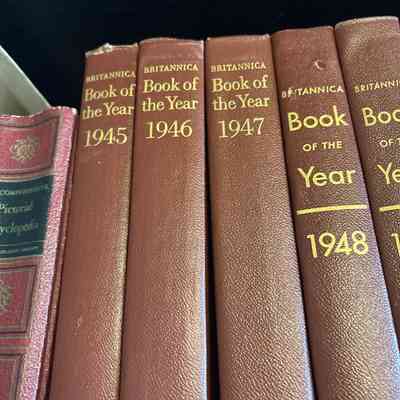 Pictorial
BRITANNICA
Book of
the Year
1945
BRITANNICA
Book of
the Year
1946
BRITANNICA
Book of
the Year
1947
BRITANNICA
Book
OF THE
Year
1948
BRITANNICA